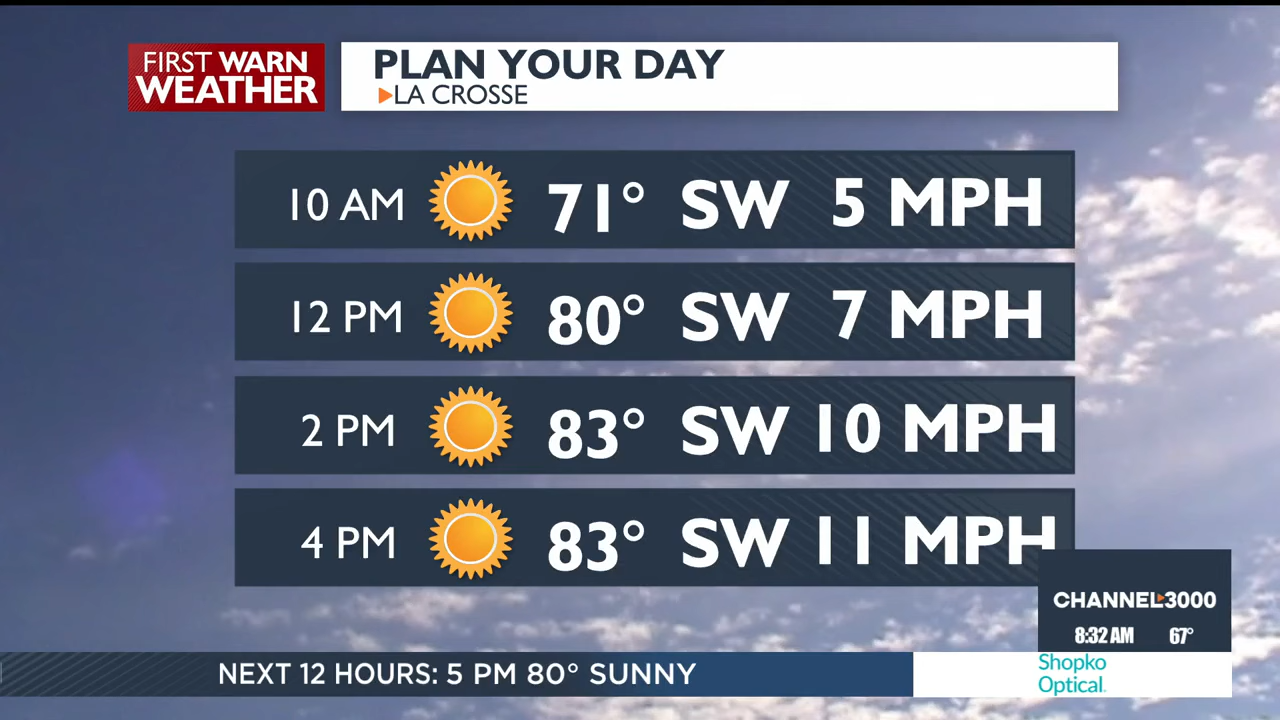 FIRST WARN
WEATHER
PLAN YOUR DAY
LA CROSSE
10 AM 71° SW 5 MPH
12 PM 80° SW 7 MPH
2 PM 83° SW 10 MPH
4 PM 83° SW 11 MPH
CHANNEL3000
8:32 AM 67°
NEXT 12 HOURS: 5 PM 80° SUNNY
Shopko
Optical.